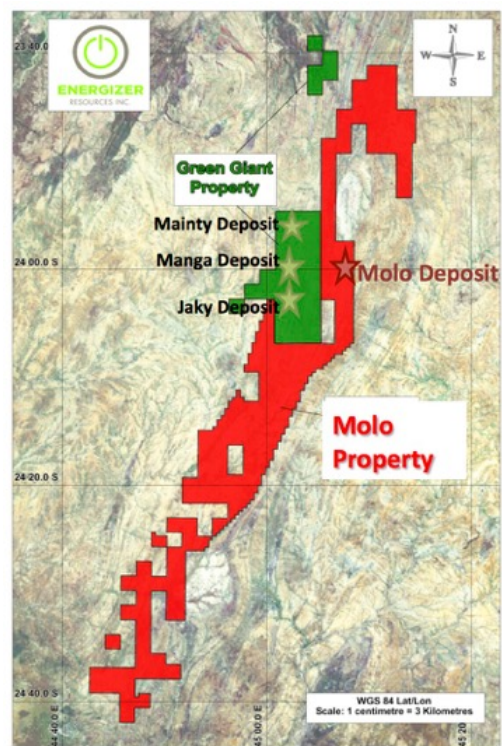 23 40.0
ENERGIZER
RESOURCES INC.
N
W E
S
Green Giant
Property
Mainty Deposit
Manga Deposit
24 00.0 S
Molo Deposit
Jaky Deposit
Molo
Property
24 20.0 S
24 40.0 S
WGS 84 Lat/Lon
Scale: 1 centimetre = 3 Kilometres
44 40.0 E
45 00.0 E
45 20